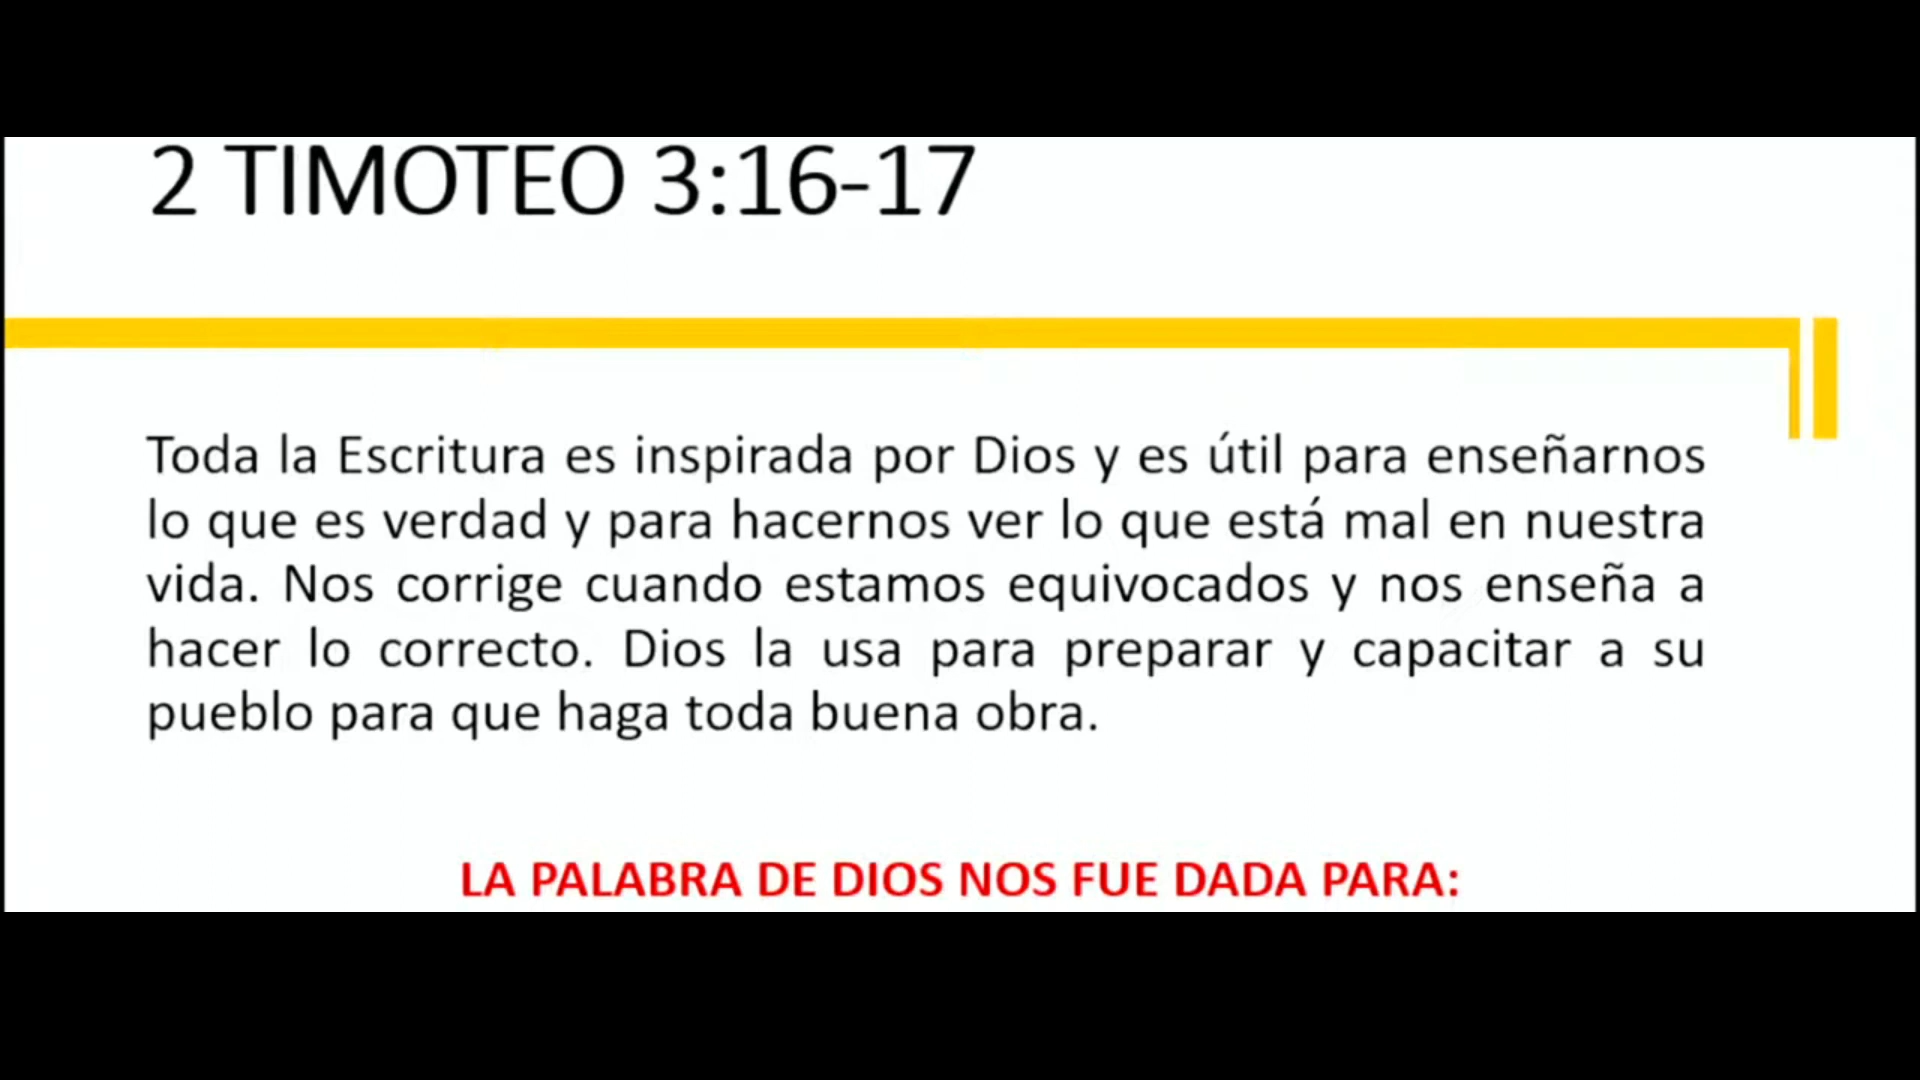 2 TIMOTEO 3:16-17
Toda la Escritura es inspirada por Dios y es útil para enseñarnos
lo que es verdad y para hacernos ver lo que está mal en nuestra
vida. Nos corrige cuando estamos equivocados y nos enseña a
hacer lo correcto. Dios la usa para preparar y capacitar a su
pueblo para que haga toda buena obra.
LA PALABRA DE DIOS NOS FUE DADA PARA: